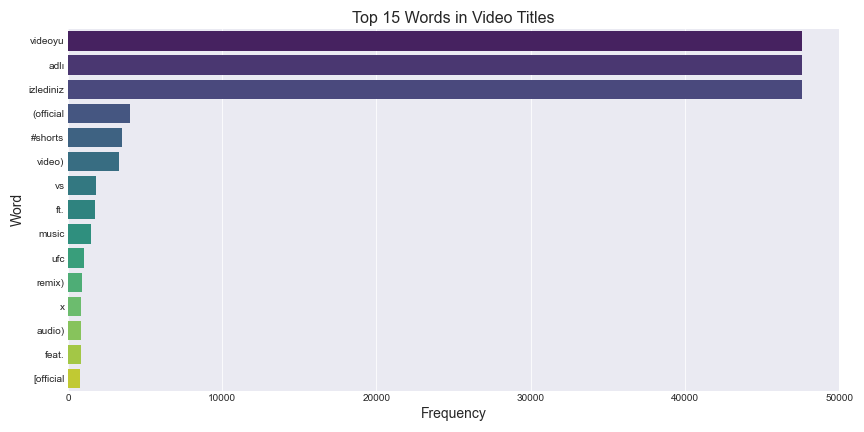 Top 15 Words in Video Titles
Word
videoyu
adlı
izlediniz
(official
#shorts
video)
vs
ft.
music
ufc
remix)
x
audio)
feat.
[official
0 10000 20000 30000 40000 50000
Frequency